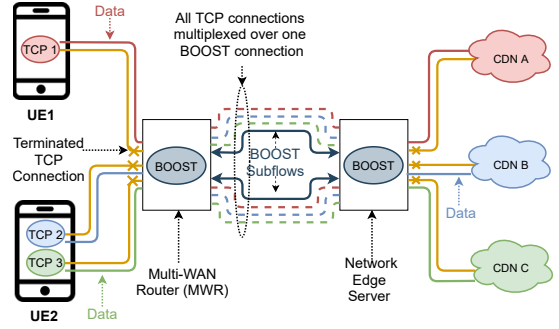 Data
All TCP connections
multiplexed over one
BOOST connection
TCP 1
CDN A
UE1
Terminated
TCP
Connection
BOOST
BOOST
Subflows
BOOST
CDN B
Data
TCP 2
TCP 3
Multi-WAN
Router (MWR)
Network
Edge
Server
CDN C
Data
UE2